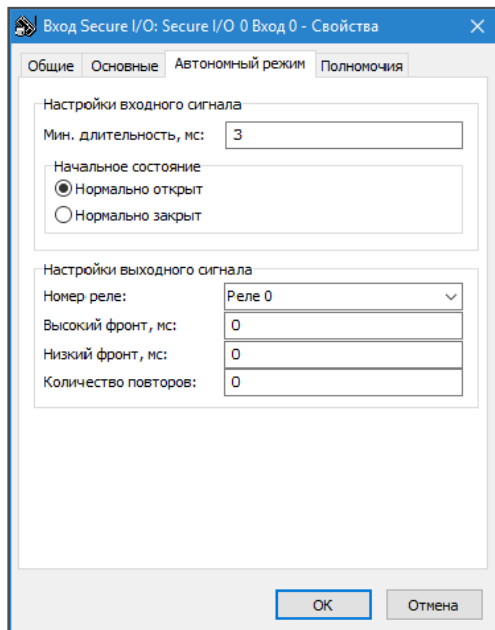 Вход Secure I/O: Secure I/O 0 Вход 0 - Свойства
Общие Основные Автономный режим Полномочия
Настройки входного сигнала
Мин. длительность, мс: 3
Начальное состояние
Нормально открыт
Нормально закрыт
Настройки выходного сигнала
Номер реле: Реле 0
Высокий фронт, мс: 0
Низкий фронт, мс: 0
Количество повторов: 0
ОК Отмена